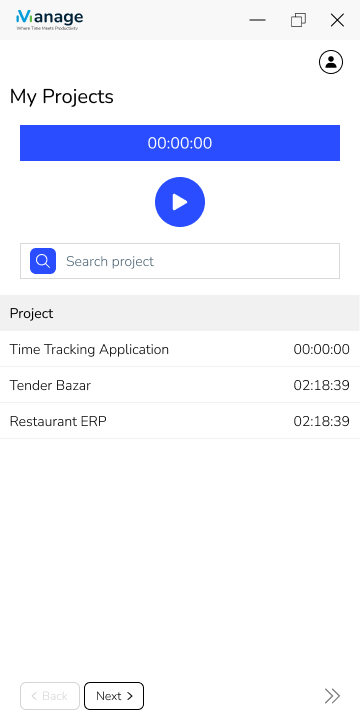 Manage
Where Time Meets Productivity
My Projects
00:00:00
Search project
Project
Time Tracking Application 00:00:00
Tender Bazar 02:18:39
Restaurant ERP 02:18:39
Back Next